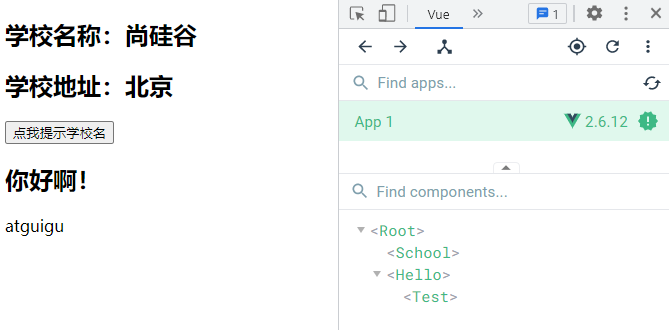 学校名称：尚硅谷
学校地址：北京
点我提示学校名
你好啊！
atguigu
Vue
1
Find apps...
App 1
2.6.12
Find components...
<Root>
<School>
<Hello>
<Test>